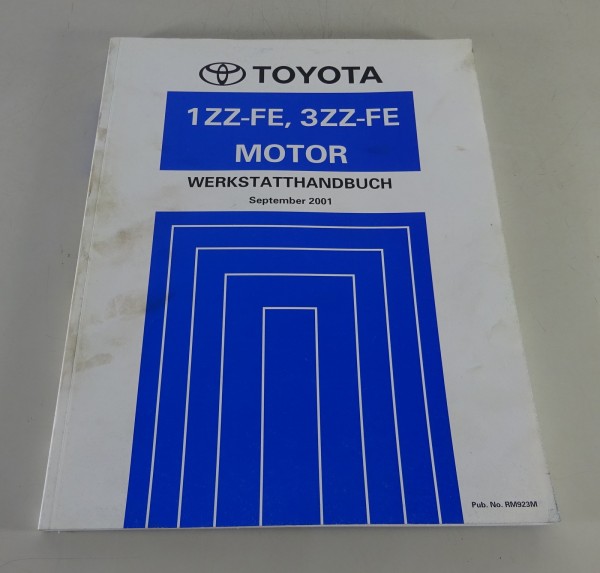 TOYOTA
1ZZ-FE, 3ZZ-FE
MOTOR
WERKSTATTHANDBUCH
September 2001
Pub. No. RM923M